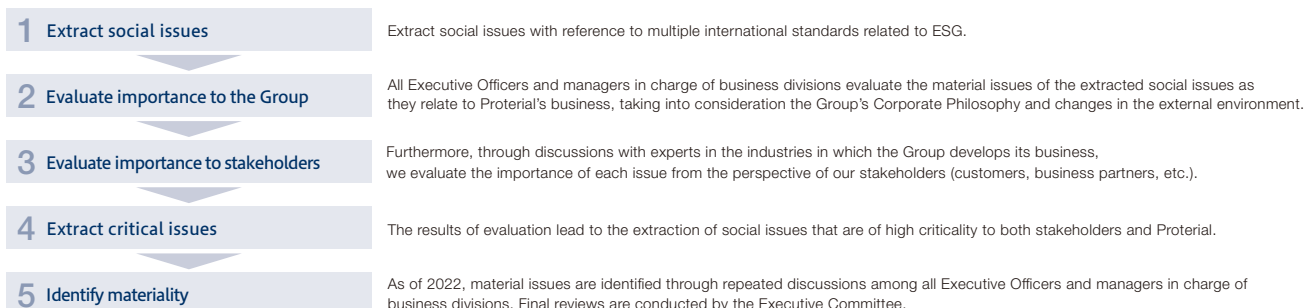 1 Extract social issues
Extract social issues with reference to multiple international standards related to ESG.
2 Evaluate importance to the Group
All Executive Officers and managers in charge of business divisions evaluate the material issues of the extracted social issues as
they relate to Proterial's business, taking into consideration the Group's Corporate Philosophy and changes in the external environment.
3 Evaluate importance to stakeholders
Furthermore, through discussions with experts in the industries in which the Group develops its business,
we evaluate the importance of each issue from the perspective of our stakeholders (customers, business partners, etc.).
4 Extract critical issues
The results of evaluation lead to the extraction of social issues that are of high criticality to both stakeholders and Proterial.
5 Identify materiality
As of 2022, material issues are identified through repeated discussions among all Executive Officers and managers in charge of
business divisions. Final reviews are conducted by the Executive Committee.